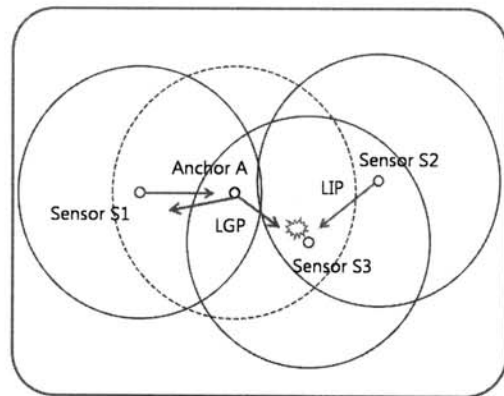 Anchor A
Sensor S2
LIP
Sensor S1
LGP
Sensor S3